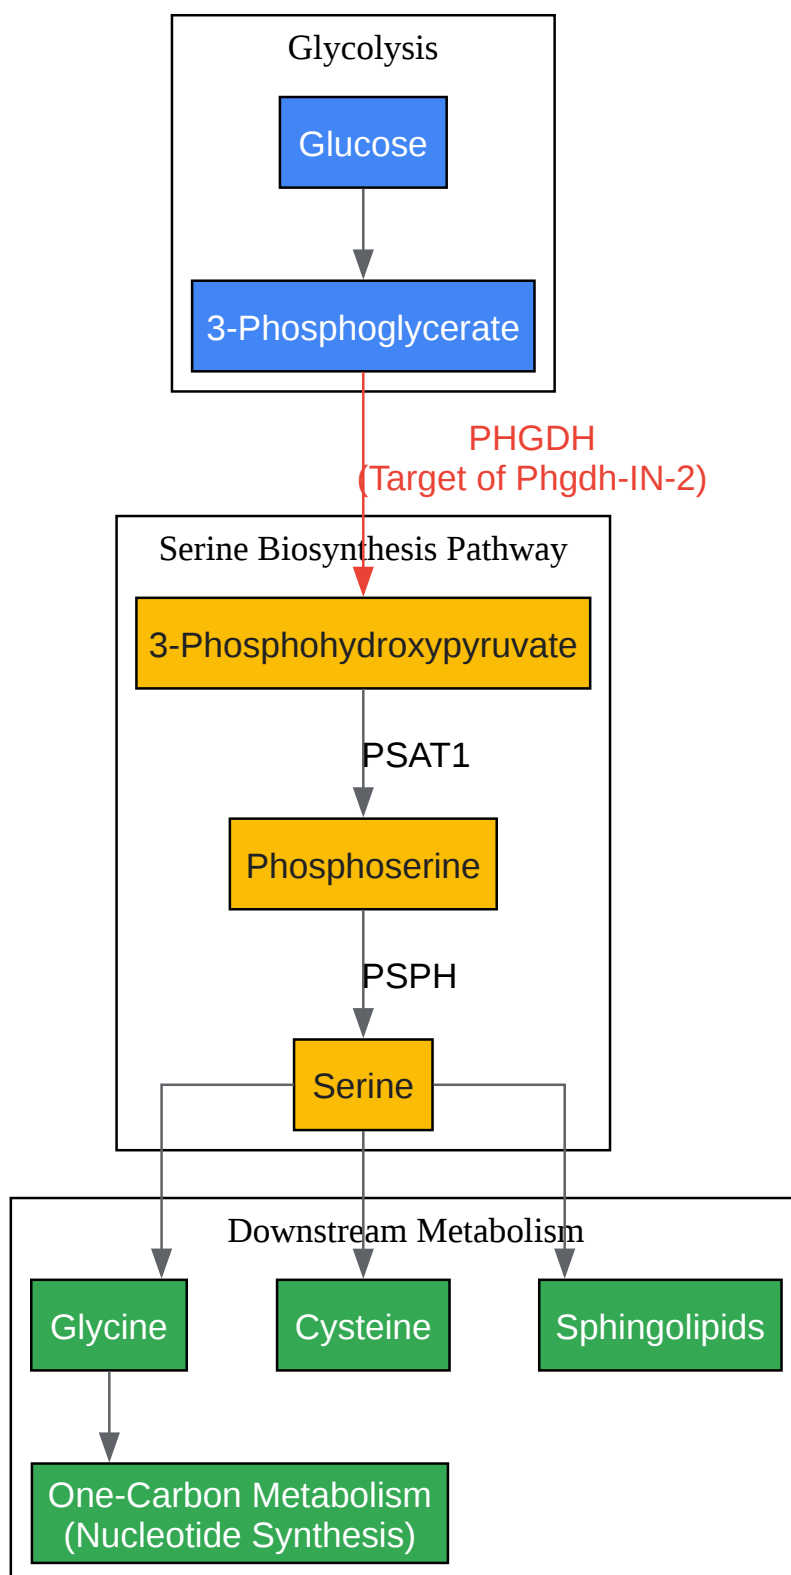 Glycolysis
Glucose
3-Phosphoglycerate
PHGDH
(Target of Phgdh-IN-2)
Serine Biosynthesis Pathway
3-Phosphohydroxypyruvate
PSAT1
Phosphoserine
PSPH
Serine
Downstream Metabolism
Glycine
Cysteine
Sphingolipids
One-Carbon Metabolism
(Nucleotide Synthesis)